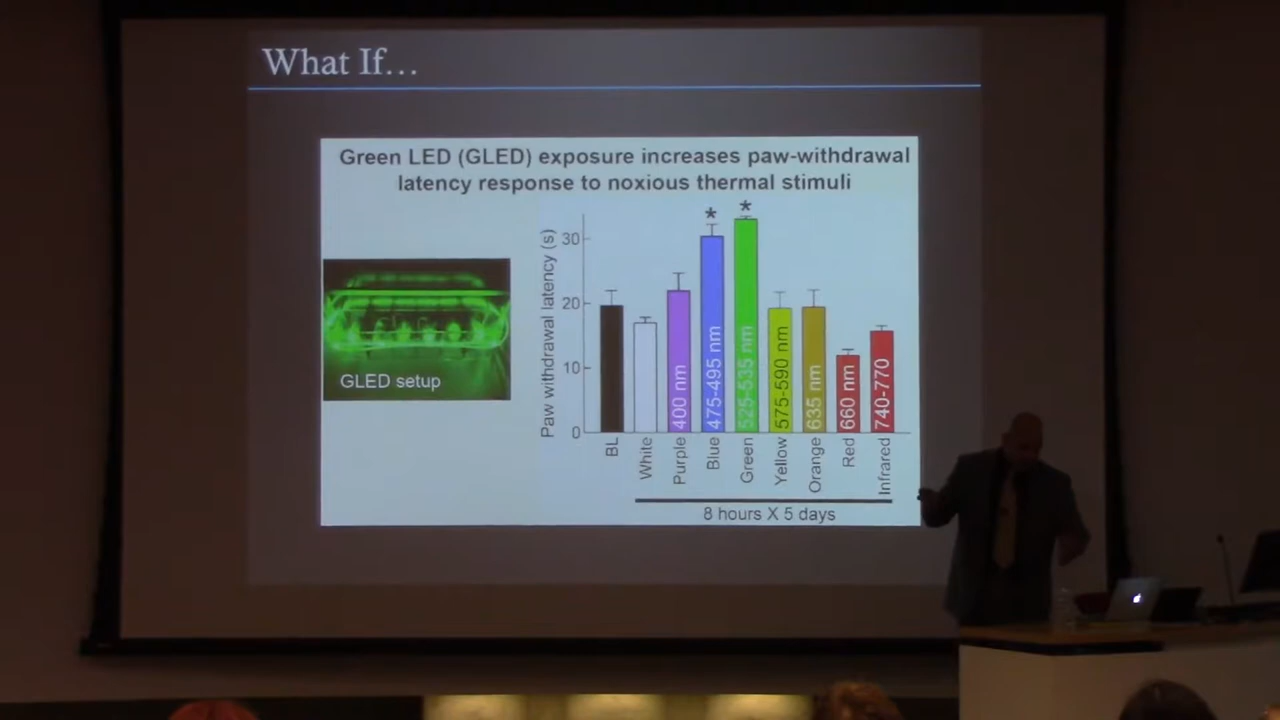 What If…
Green LED (GLED) exposure increases paw-withdrawal
latency response to noxious thermal stimuli
GLED setup
Paw withdrawal latency (s)
30
20
10
0
* *
400 nm
475-495 nm
525-535 nm
575-590 nm
635 nm
660 nm
740-770
BL
White
Purple
Blue
Green
Yellow
Orange
Red
Infrared
8 hours X 5 days